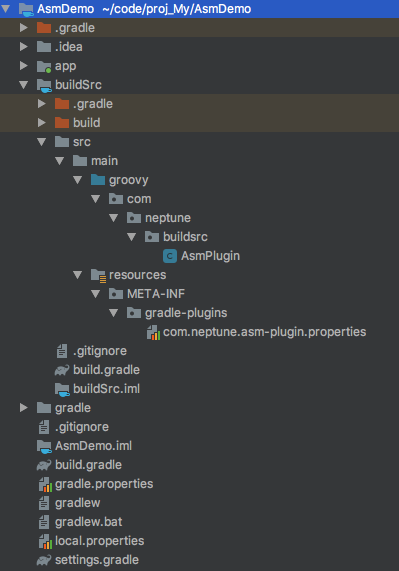 AsmDemo ~/code/proj_My/AsmDemo
.gradle
.idea
app
buildSrc
.gradle
build
src
main
groovy
com
neptune
buildsrc
C AsmPlugin
resources
META-INF
gradle-plugins
com.neptune.asm-plugin.properties
.gitignore
build.gradle
buildSrc.iml
gradle
.gitignore
AsmDemo.iml
build.gradle
gradle.properties
gradlew
gradlew.bat
local.properties
settings.gradle